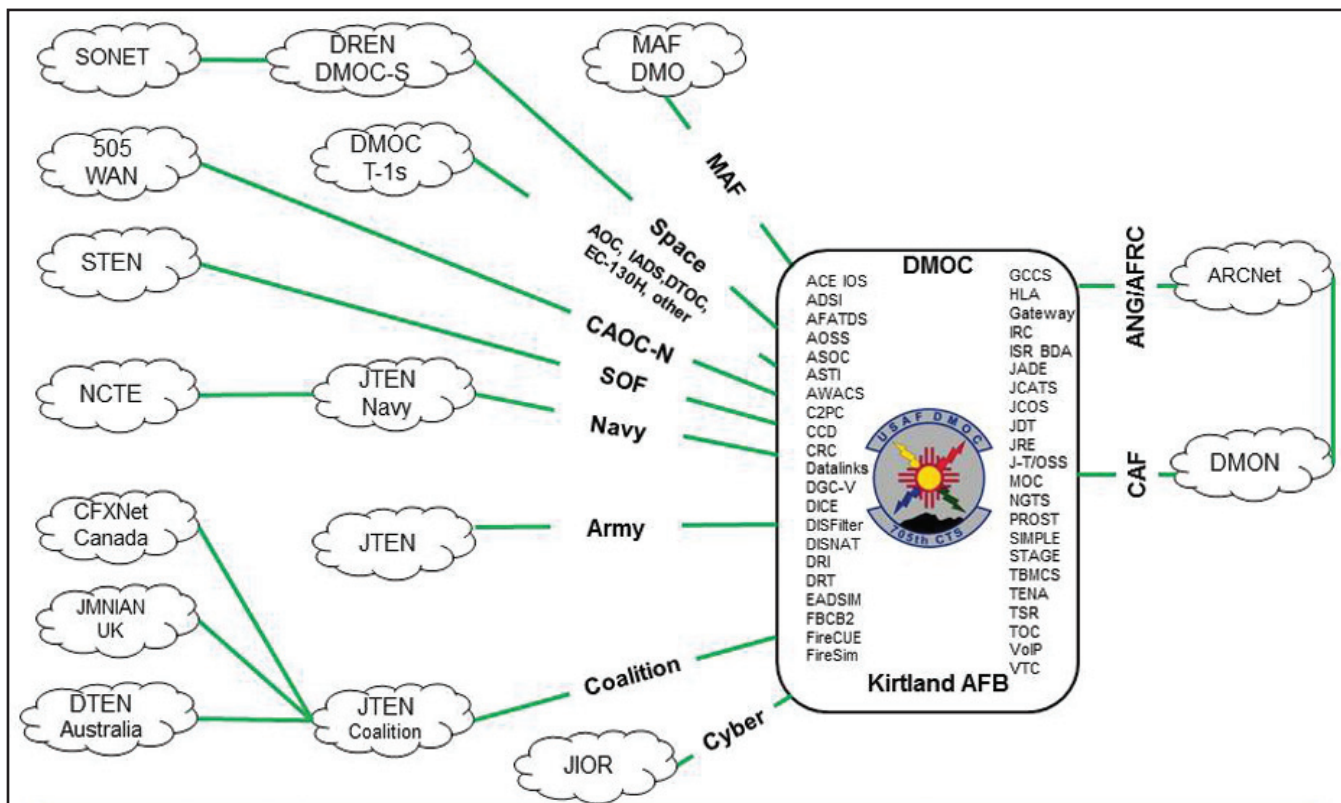 SONET
DREN
DMOC-S
MAF
DMO
505
WAN
DMOC
T-1s
MAF
STEN
Space
AOC, IADS,DTOC,
EC-130H, other
CAOC-N
SOF
NCTE
JTEN
Navy
Navy
CFXNet
Canada
JTEN
Army
JMNIAN
UK
DTEN
Australia
JTEN
Coalition
Coalition
JIOR
Cyber
DMOC
ACE IOS
ADSI
AFATDS
AOSS
ASOC
ASTI
AWACS
C2PC
CCD
CRC
Datalinks
DGC-V
DICE
DISFilter
DISNAT
DRI
DRT
EADSIM
FBCB2
FireCUE
FireSim
USAF DMOC
705th CTS
GCCS
HLA
Gateway
IRC
ISR BDA
JADE
JCATS
JCOS
JDT
JRE
J-T/OSS
MOC
NGTS
PROST
SIMPLE
STAGE
TBMCS
TENA
TSR
TOC
VoIP
VTC
Kirtland AFB
ANG/AFRC
ARCNet
CAF
DMON